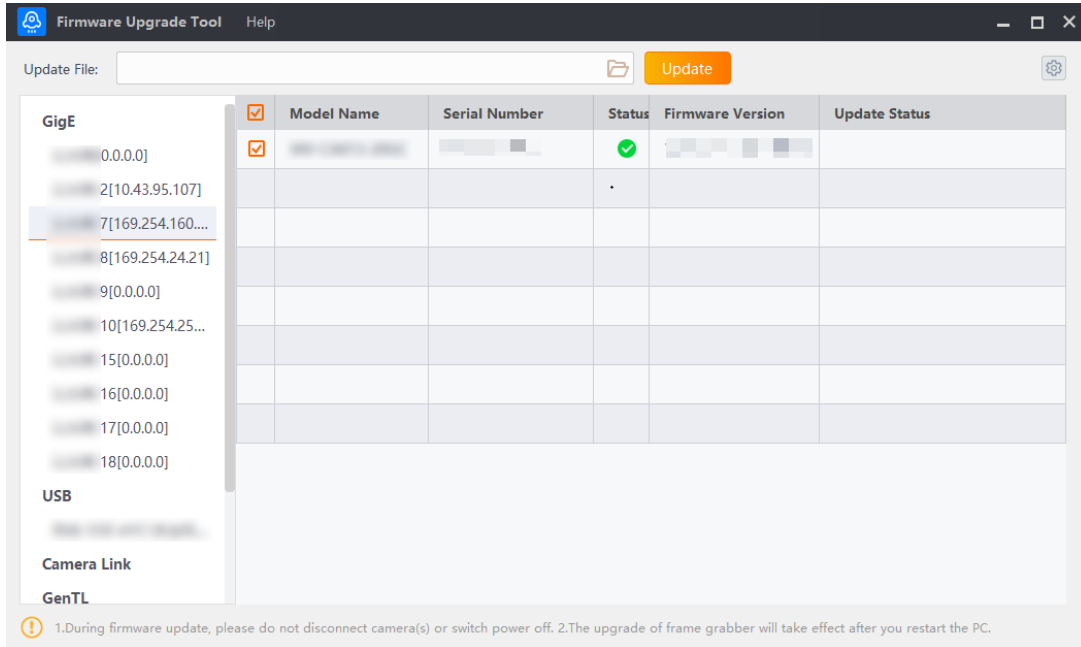 Firmware Upgrade Tool Help
Update File: Update
GigE
0.0.0.0]
2[10.43.95.107]
7[169.254.160....
8[169.254.24.21]
9[0.0.0.0]
10[169.254.25...
15[0.0.0.0]
16[0.0.0.0]
17[0.0.0.0]
18[0.0.0.0]
USB
Camera Link
GenTL
Model Name Serial Number Status Firmware Version Update Status
1.During firmware update, please do not disconnect camera(s) or switch power off. 2.The upgrade of frame grabber will take effect after you restart the PC.